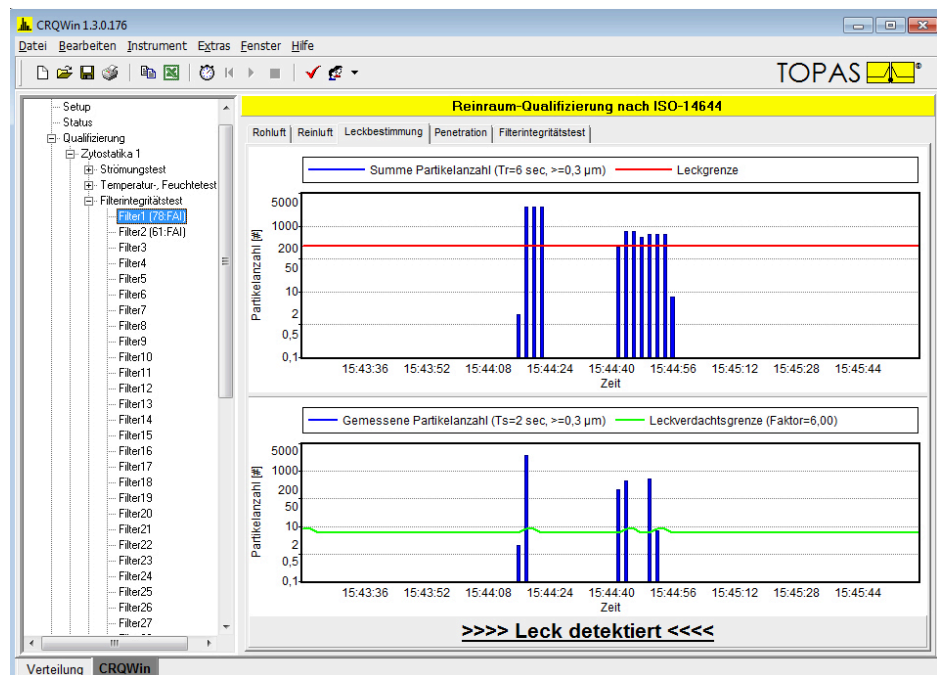 CRQWin 1.3.0.176
Datei Bearbeiten Instrument Extras Fenster Hilfe
TOPAS
Setup
Status
Qualifizierung
Zytostatika 1
Strömungstest
Temperatur-, Feuchtetest
Filterintegritätstest
Filter1 (78:FAI)
Filter2 (61:FAI)
Filter3
Filter4
Filter5
Filter6
Filter7
Filter8
Filter9
Filter10
Filter11
Filter12
Filter13
Filter14
Filter15
Filter16
Filter17
Filter18
Filter19
Filter20
Filter21
Filter22
Filter23
Filter24
Filter25
Filter26
Filter27
Reinraum-Qualifizierung nach ISO-14644
Rohluft Reinluft Leckbestimmung Penetration Filterintegritätstest
Summe Partikelanzahl (Tr=6 sec, >=0,3 µm) Leckgrenze
Partikelanzahl [#]
5000
1000
200
50
10
2
0,5
0,1
15:43:36 15:43:52 15:44:08 15:44:24 15:44:40 15:44:56 15:45:12 15:45:28 15:45:44
Zeit
Gemessene Partikelanzahl (Ts=2 sec, >=0,3 µm) Leckverdachtsgrenze (Faktor=6,00)
Partikelanzahl [#]
5000
1000
200
50
10
2
0,5
0,1
15:43:36 15:43:52 15:44:08 15:44:24 15:44:40 15:44:56 15:45:12 15:45:28 15:45:44
Zeit
>>>> Leck detektiert <<<<
Verteilung CRQWin